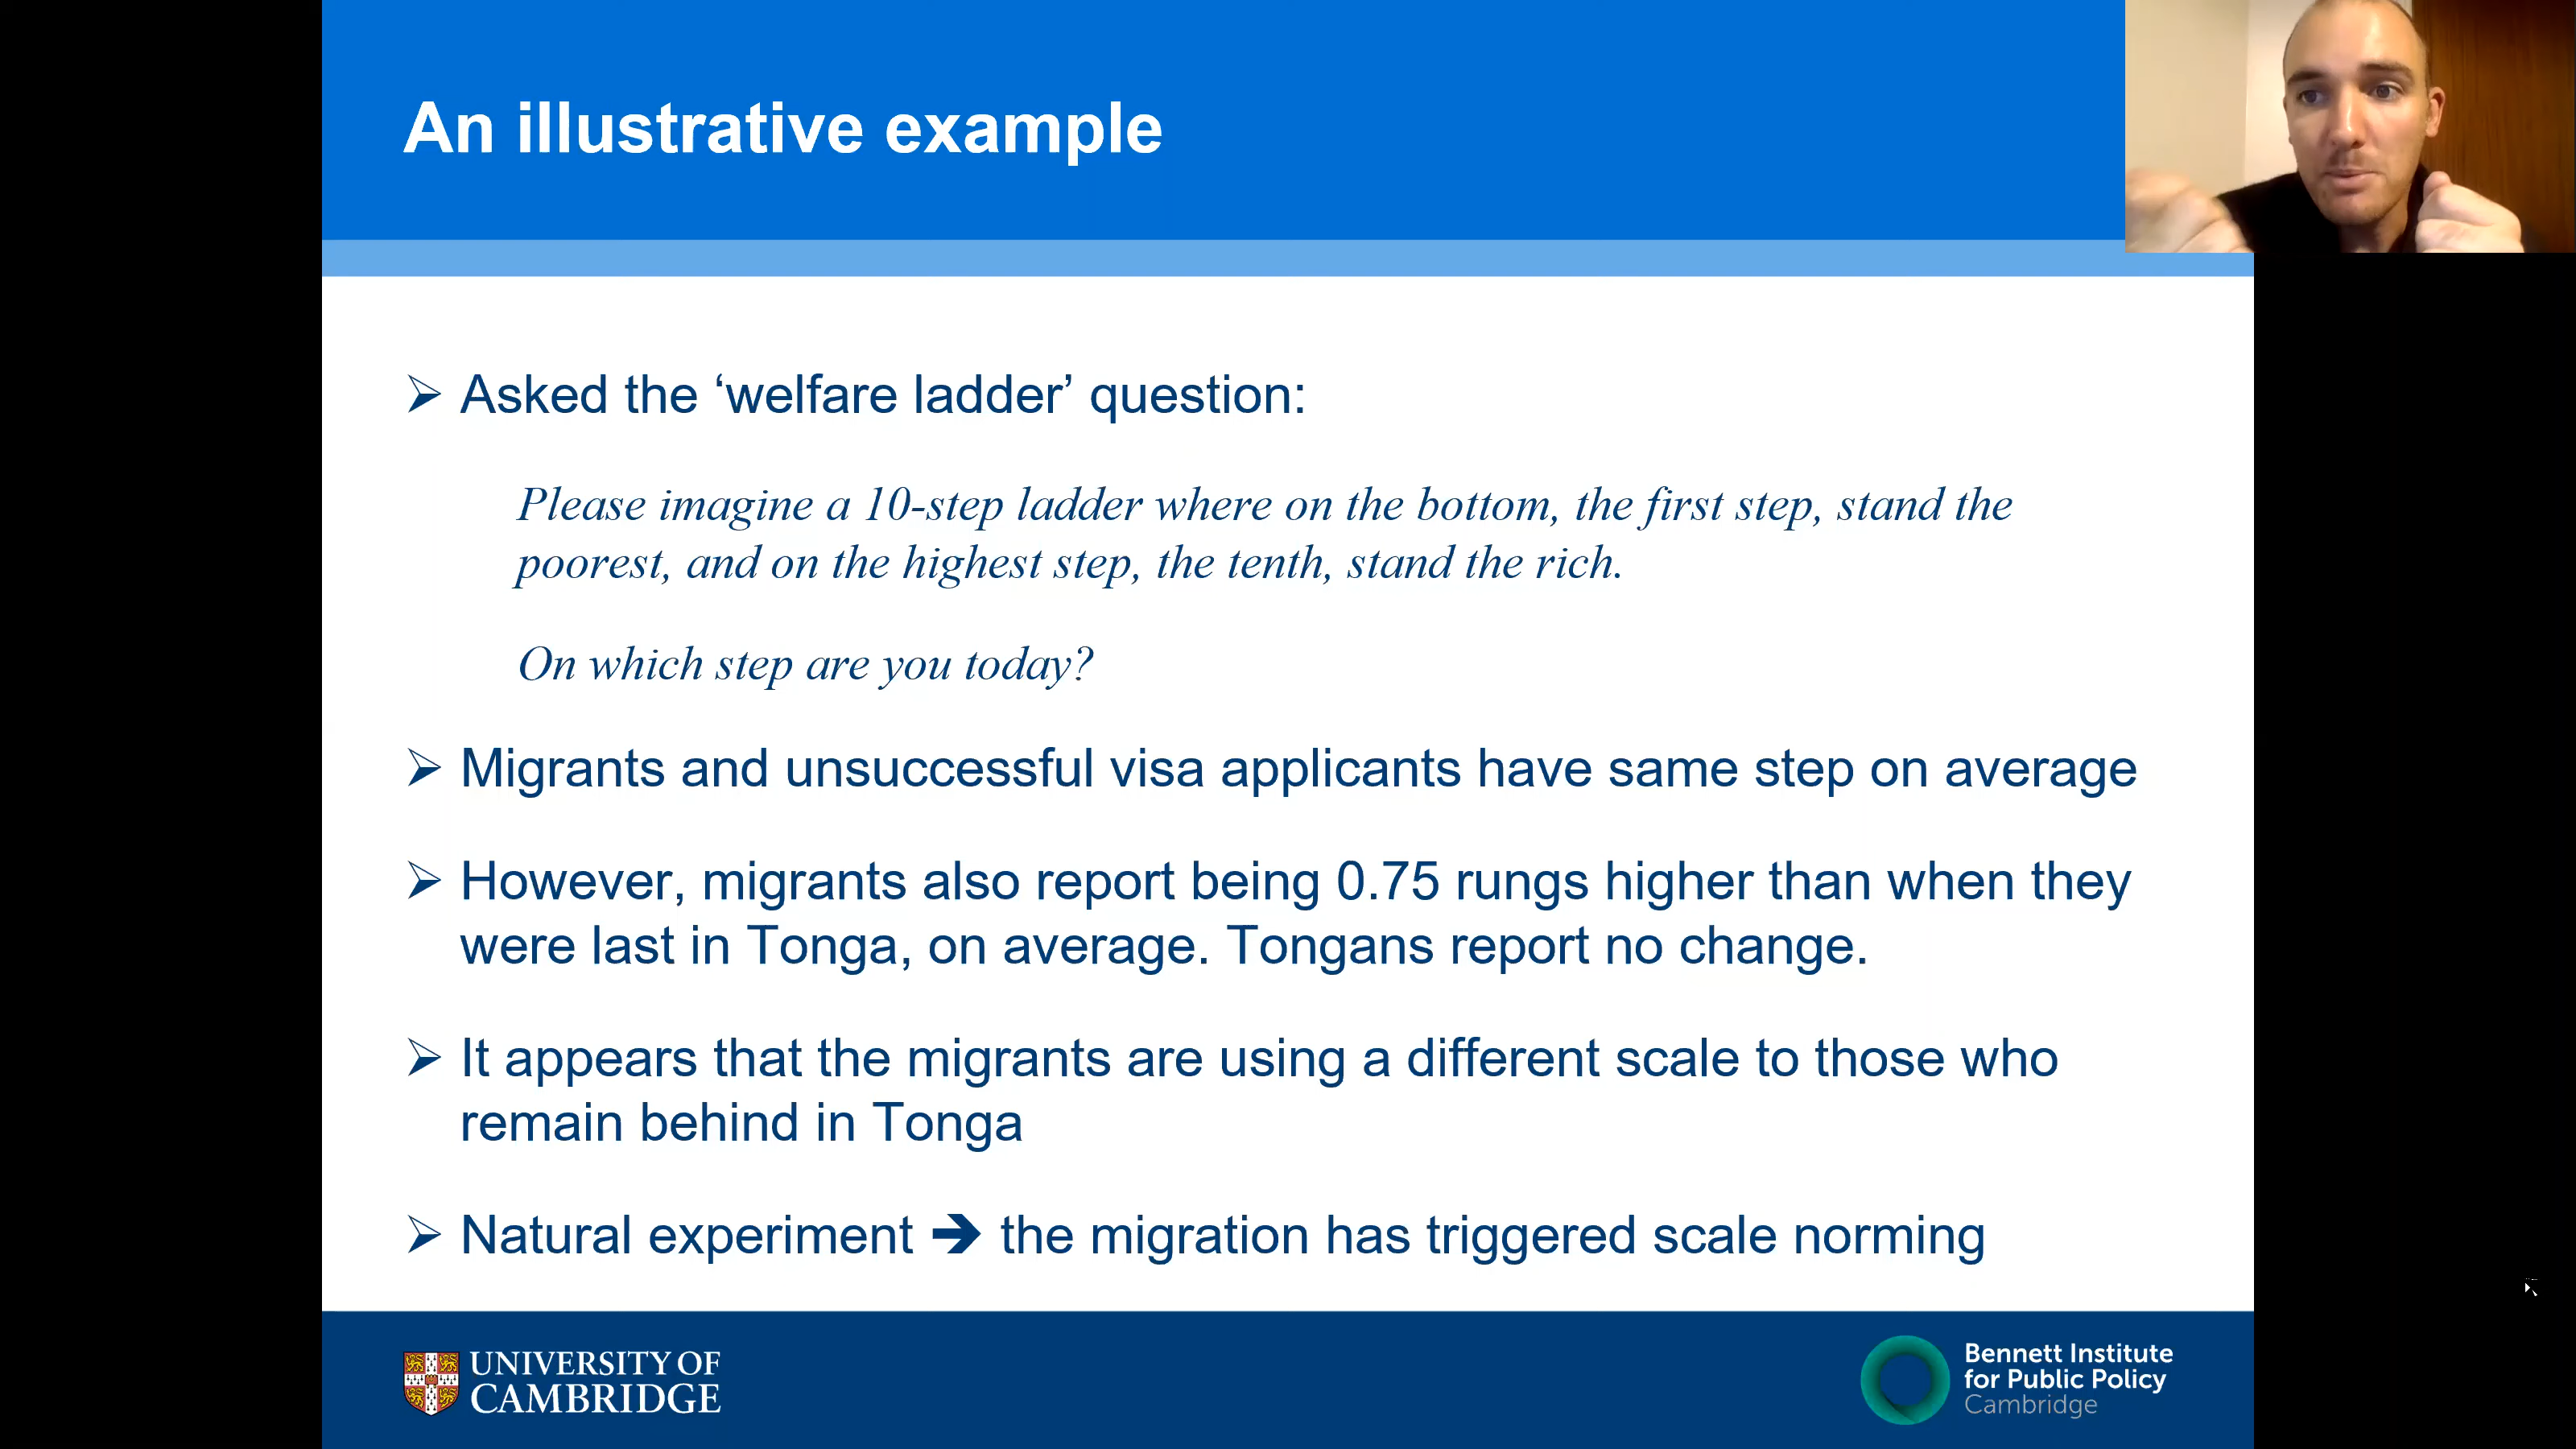 An illustrative example
➢ Asked the ‘welfare ladder’ question:
Please imagine a 10-step ladder where on the bottom, the first step, stand the
poorest, and on the highest step, the tenth, stand the rich.
On which step are you today?
➢ Migrants and unsuccessful visa applicants have same step on average
➢ However, migrants also report being 0.75 rungs higher than when they
were last in Tonga, on average. Tongans report no change.
➢ It appears that the migrants are using a different scale to those who
remain behind in Tonga
➢ Natural experiment ➔ the migration has triggered scale norming
UNIVERSITY OF
CAMBRIDGE
Bennett Institute
for Public Policy
Cambridge